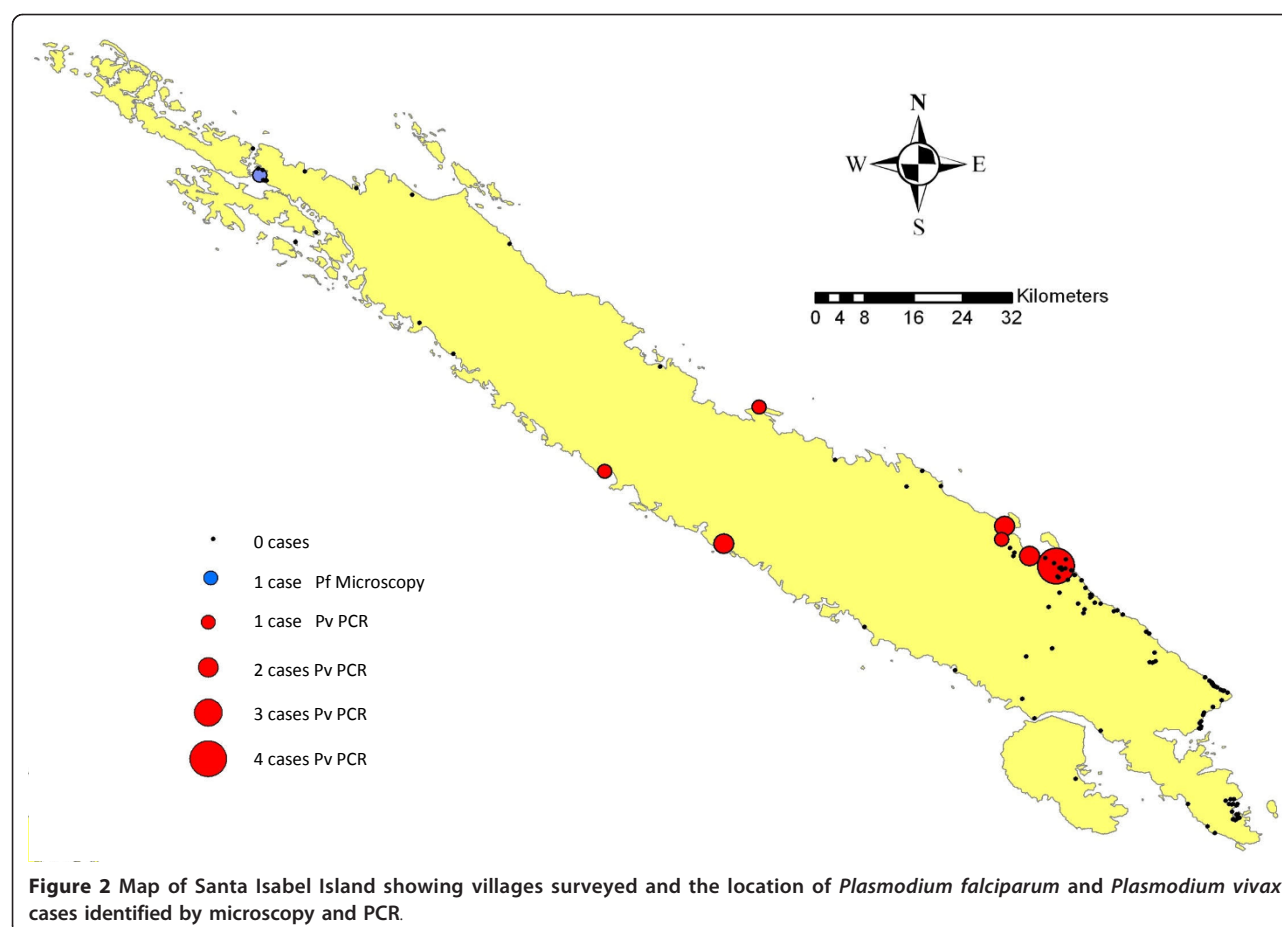 N
W E
S
Kilometers
0 4 8 16 24 32
0 cases
1 case Pf Microscopy
1 case Pv PCR
2 cases Pv PCR
3 cases Pv PCR
4 cases Pv PCR
Figure 2 Map of Santa Isabel Island showing villages surveyed and the location of Plasmodium falciparum and Plasmodium vivax
cases identified by microscopy and PCR.